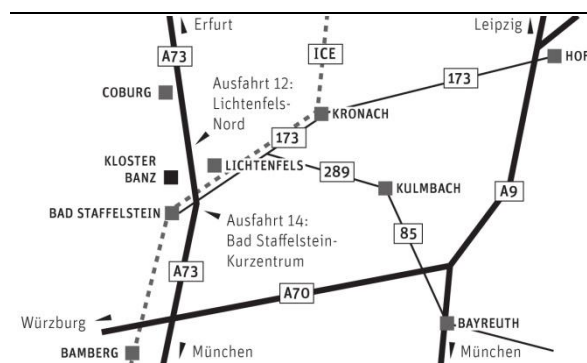 Erfurt
Leipzig
A73
ICE
HOF
COBURG
Ausfahrt 12:
Lichtenfels-
Nord
173
KRONACH
173
KLOSTER
BANZ
LICHTENFELS
289
KULMBACH
A9
BAD STAFFELSTEIN
Ausfahrt 14:
Bad Staffelstein-
Kurzentrum
85
A73
A70
Würzburg
BAYREUTH
BAMBERG
München
München